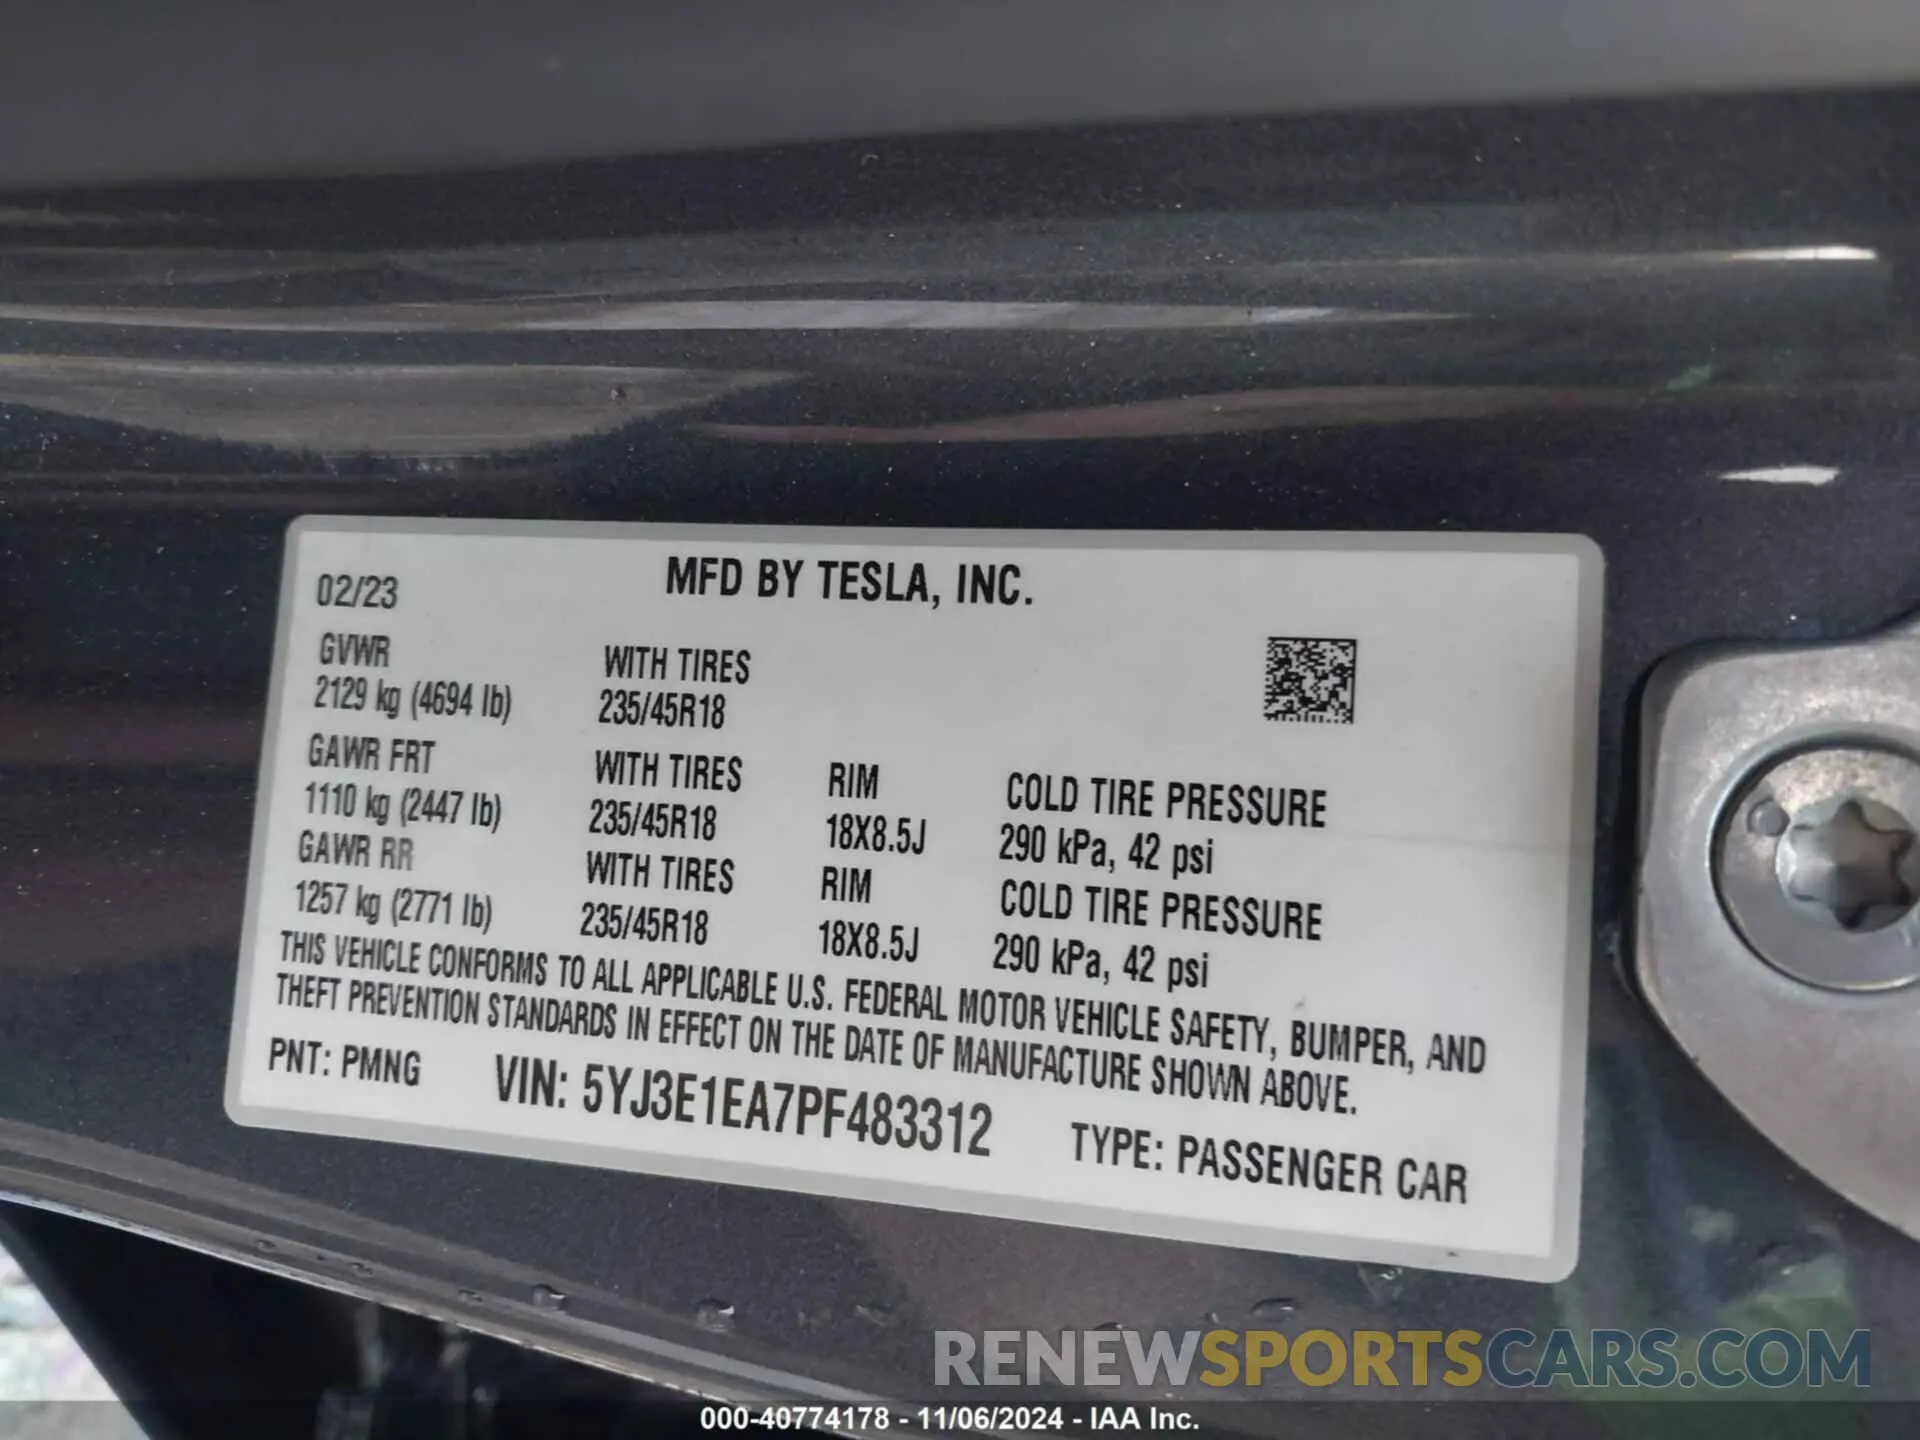 MFD BY TESLA, INC.
02/23
GVWR
2129 kg (4694 lb)
WITH TIRES
235/45R18
GAWR FRT
1110 kg (2447 lb)
WITH TIRES
235/45R18
RIM
18X8.5J
COLD TIRE PRESSURE
290 kPa, 42 psi
GAWR RR
1257 kg (2771 lb)
WITH TIRES
235/45R18
RIM
18X8.5J
COLD TIRE PRESSURE
290 kPa, 42 psi
THIS VEHICLE CONFORMS TO ALL APPLICABLE U.S. FEDERAL MOTOR VEHICLE SAFETY, BUMPER, AND
THEFT PREVENTION STANDARDS IN EFFECT ON THE DATE OF MANUFACTURE SHOWN ABOVE.
PNT: PMNG
VIN: 5YJ3E1EA7PF483312
TYPE: PASSENGER CAR
RENEWSPORTSCARS.COM
000-40774178 - 11/06/2024 - IAA Inc.